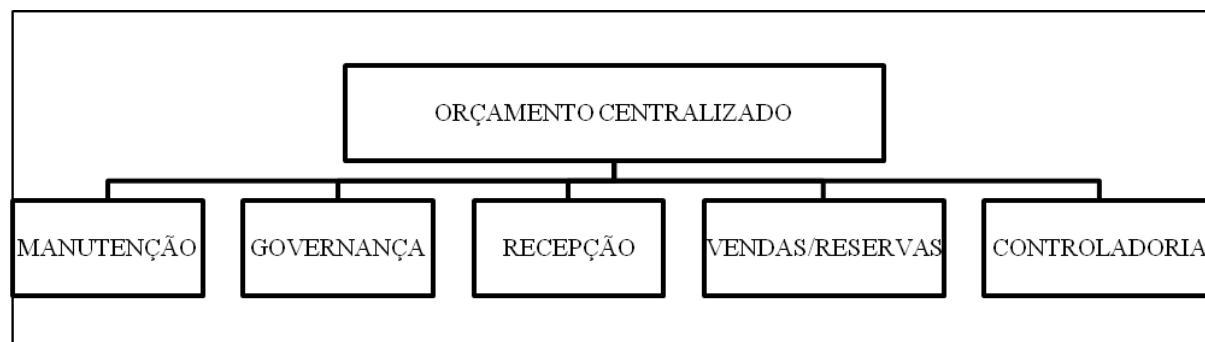 ORÇAMENTO CENTRALIZADO
MANUTENÇÃO
GOVERNANÇA
RECEPÇÃO
VENDAS/RESERVAS
CONTROLADORIA